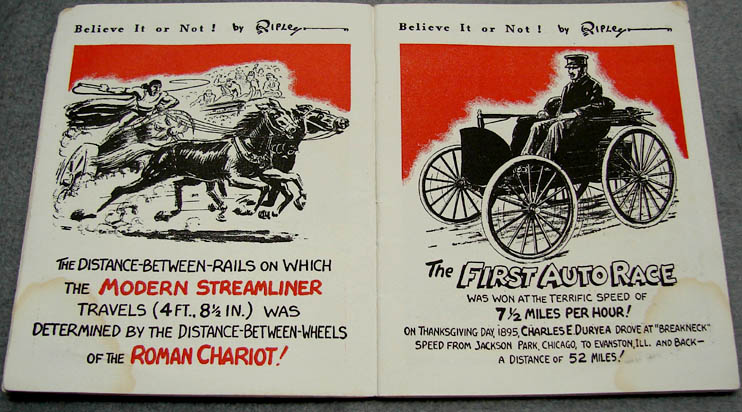 Believe It or Not! by Ripley
THE DISTANCE-BETWEEN-RAILS ON WHICH
THE MODERN STREAMLINER
TRAVELS (4 FT., 8½ IN.) WAS
DETERMINED BY THE DISTANCE-BETWEEN-WHEELS
OF THE ROMAN CHARIOT!
Believe It or Not! by Ripley
The FIRST AUTO RACE
WAS WON AT THE TERRIFIC SPEED OF
7½ MILES PER HOUR!
ON THANKSGIVING DAY, 1895, CHARLES E DURYEA DROVE AT "BREAKNECK"
SPEED FROM JACKSON PARK, CHICAGO, TO EVANSTON, ILL. AND BACK—
A DISTANCE OF 52 MILES!